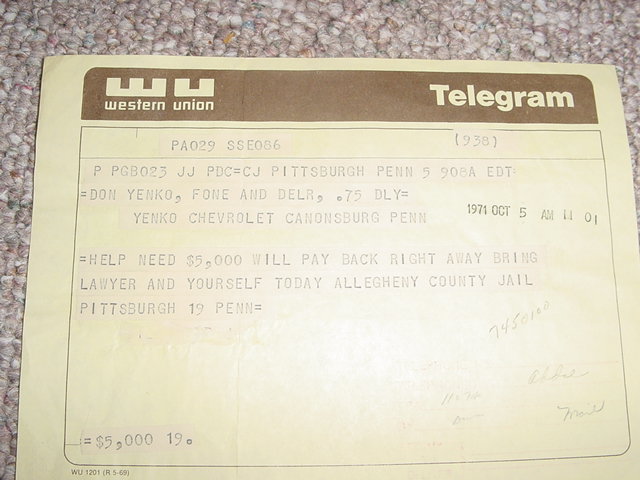 western union
Telegram
PA029 SSE086 (938)
P PGB023 JJ PDC=CJ PITTSBURGH PENN 5 908A EDT=
=DON YENKO, FONE AND DELR, .75 DLY=
YENKO CHEVROLET CANONSBURG PENN
1971 OCT 5 AM 11 01
=HELP NEED $5,000 WILL PAY BACK RIGHT AWAY BRING
LAWYER AND YOURSELF TODAY ALLEGHENY COUNTY JAIL
PITTSBURGH 19 PENN=
7450100
=$5,000 19.
WU 1201 (R 5-69)